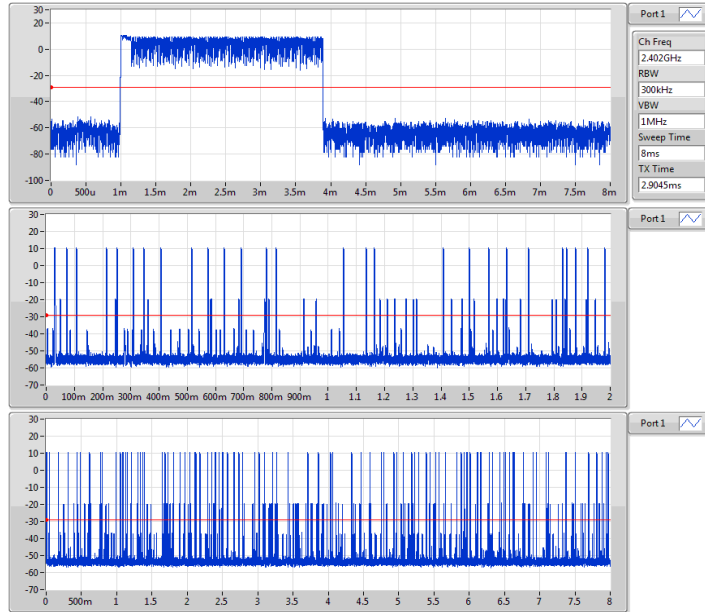 30
Port 1
20
10
0
-20
-40
-60
-80
-100
0 500u 1m 1.5m 2m 2.5m 3m 3.5m 4m 4.5m 5m 5.5m 6m 6.5m 7m 7.5m 8m
Ch Freq
2.402GHz
RBW
300kHz
VBW
1MHz
Sweep Time
8ms
TX Time
2.9045ms
30
Port 1
20
10
0
-10
-20
-30
-40
-50
-60
-70
0 100m 200m 300m 400m 500m 600m 700m 800m 900m 1 1.1 1.2 1.3 1.4 1.5 1.6 1.7 1.8 1.9 2
30
Port 1
20
10
0
-10
-20
-30
-40
-50
-60
-70
0 500m 1 1.5 2 2.5 3 3.5 4 4.5 5 5.5 6 6.5 7 7.5 8